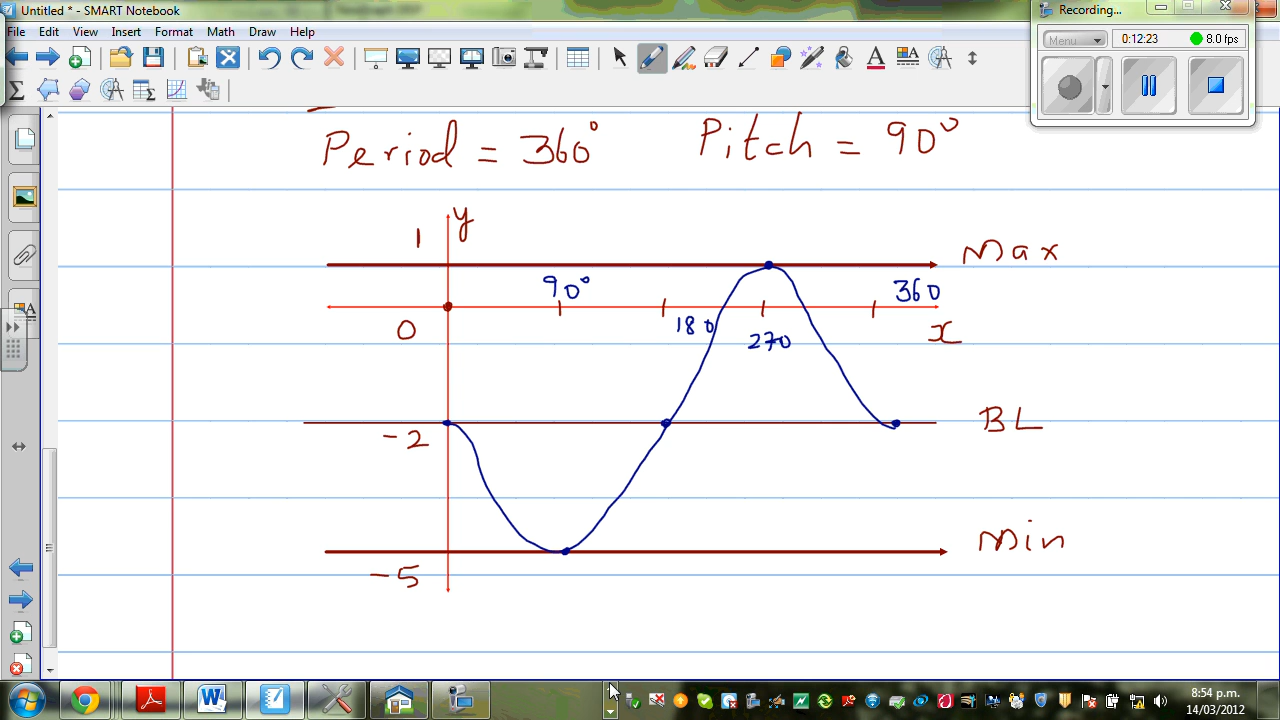 Untitled * - SMART Notebook
Recording...
File Edit View Insert Format Math Draw Help
Menu 0:12:23 8.0 fps
Period = 360° Pitch = 90°
y
1
Max
90°
360
0
180
270
x
-2
BL
Min
-5
8:54 p.m.
14/03/2012